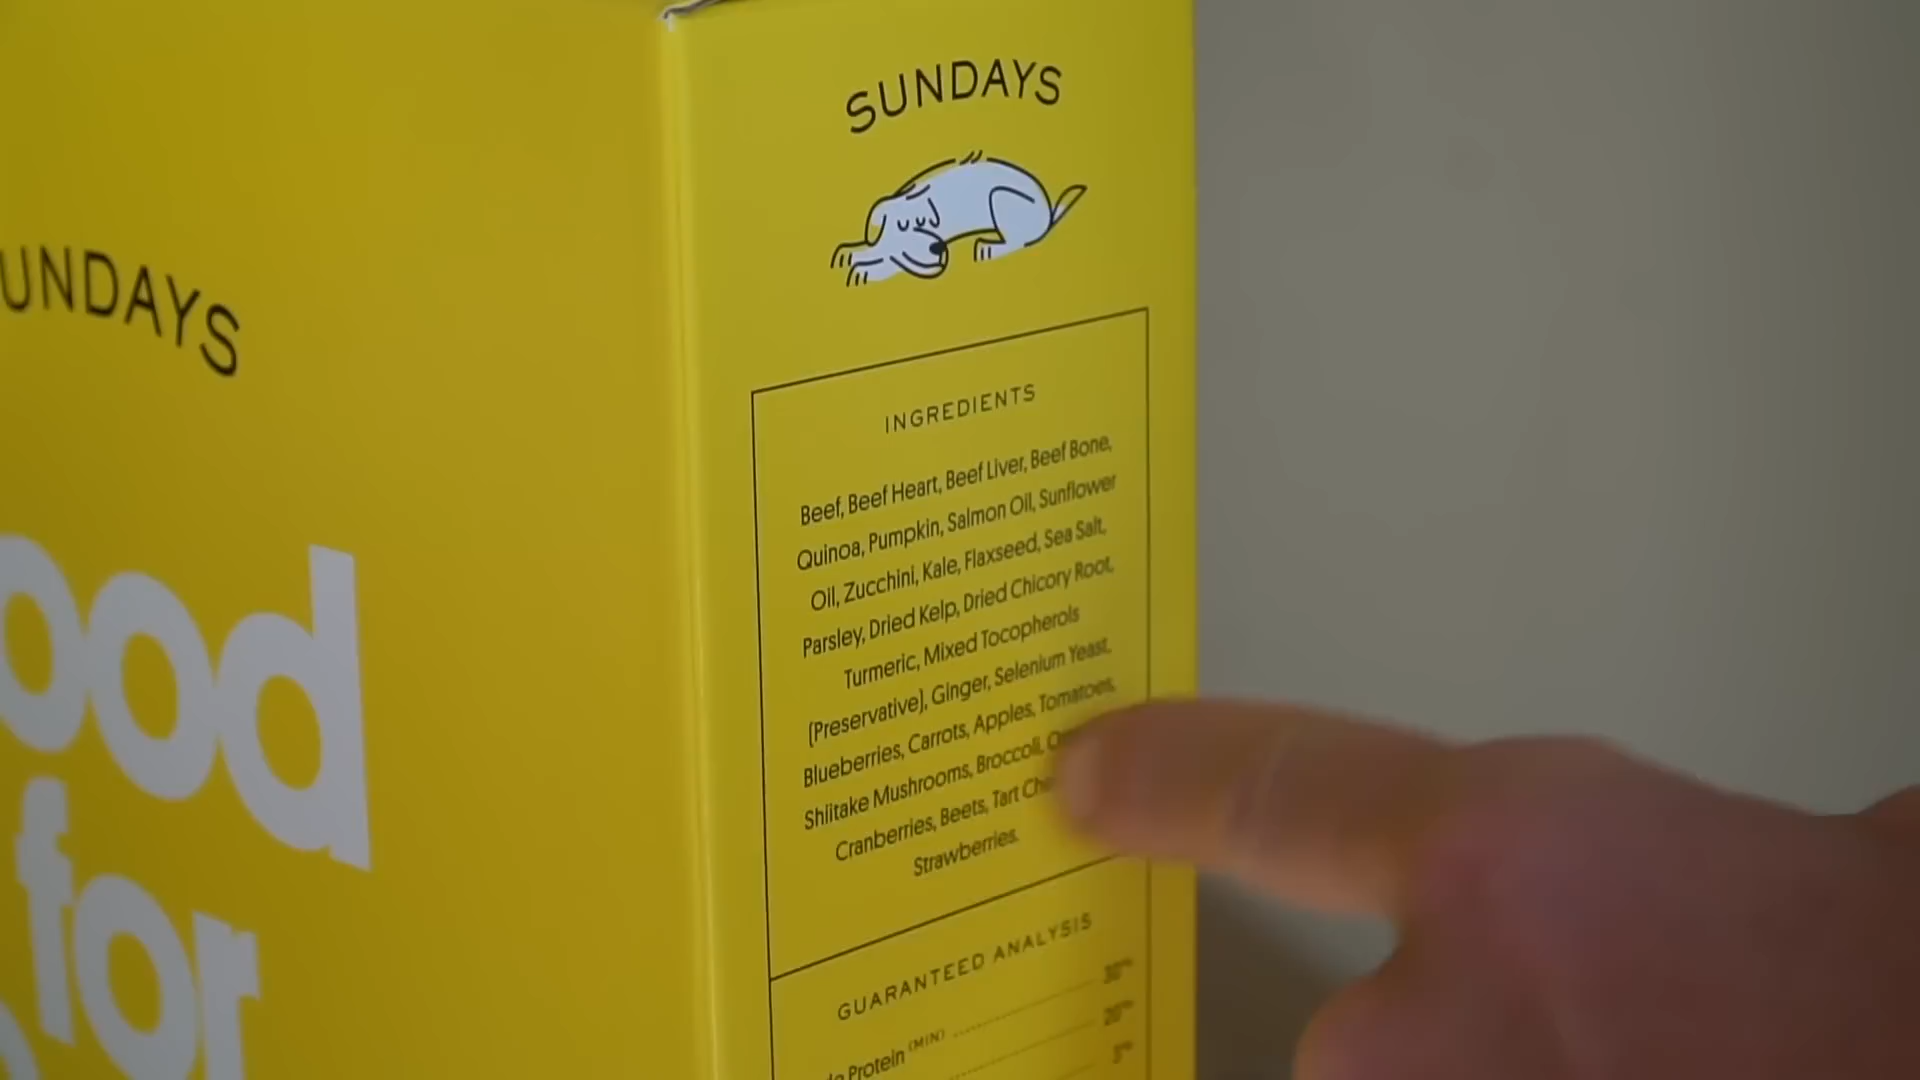 UNDAYS
ood
for
SUNDAYS
INGREDIENTS
Beef, Beef Heart, Beef Liver, Beef Bone,
Quinoa, Pumpkin, Salmon Oil, Sunflower
Oil, Zucchini, Kale, Flaxseed, Sea Salt,
Parsley, Dried Kelp, Dried Chicory Root,
Turmeric, Mixed Tocopherols
(Preservative), Ginger, Selenium Yeast,
Blueberries, Carrots, Apples, Tomatoes,
Shiitake Mushrooms, Broccoli,
Cranberries, Beets, Tart
Strawberries.
GUARANTEED ANALYSIS
Protein (MIN)